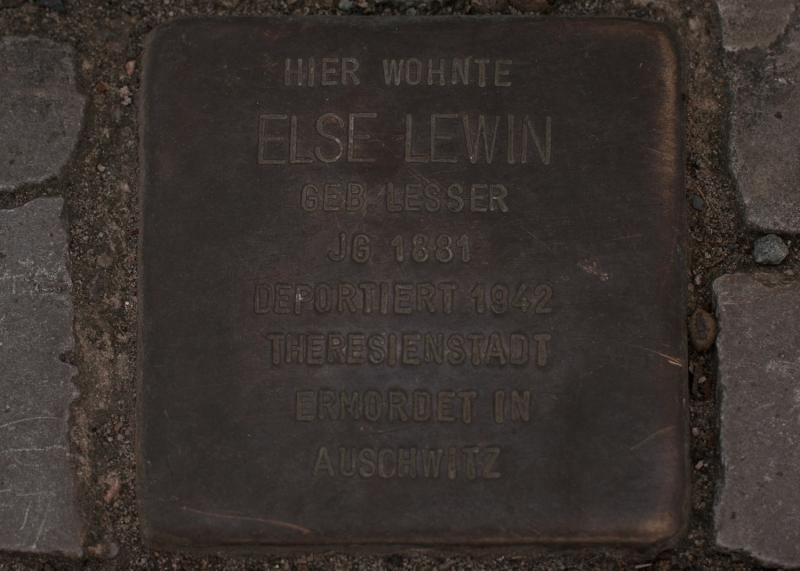 HIER WOHNTE
ELSE LEWIN
GEB. LESSER
JG 1881
DEPORTIERT 1942
THERESIENSTADT
ERMORDET IN
AUSCHWITZ